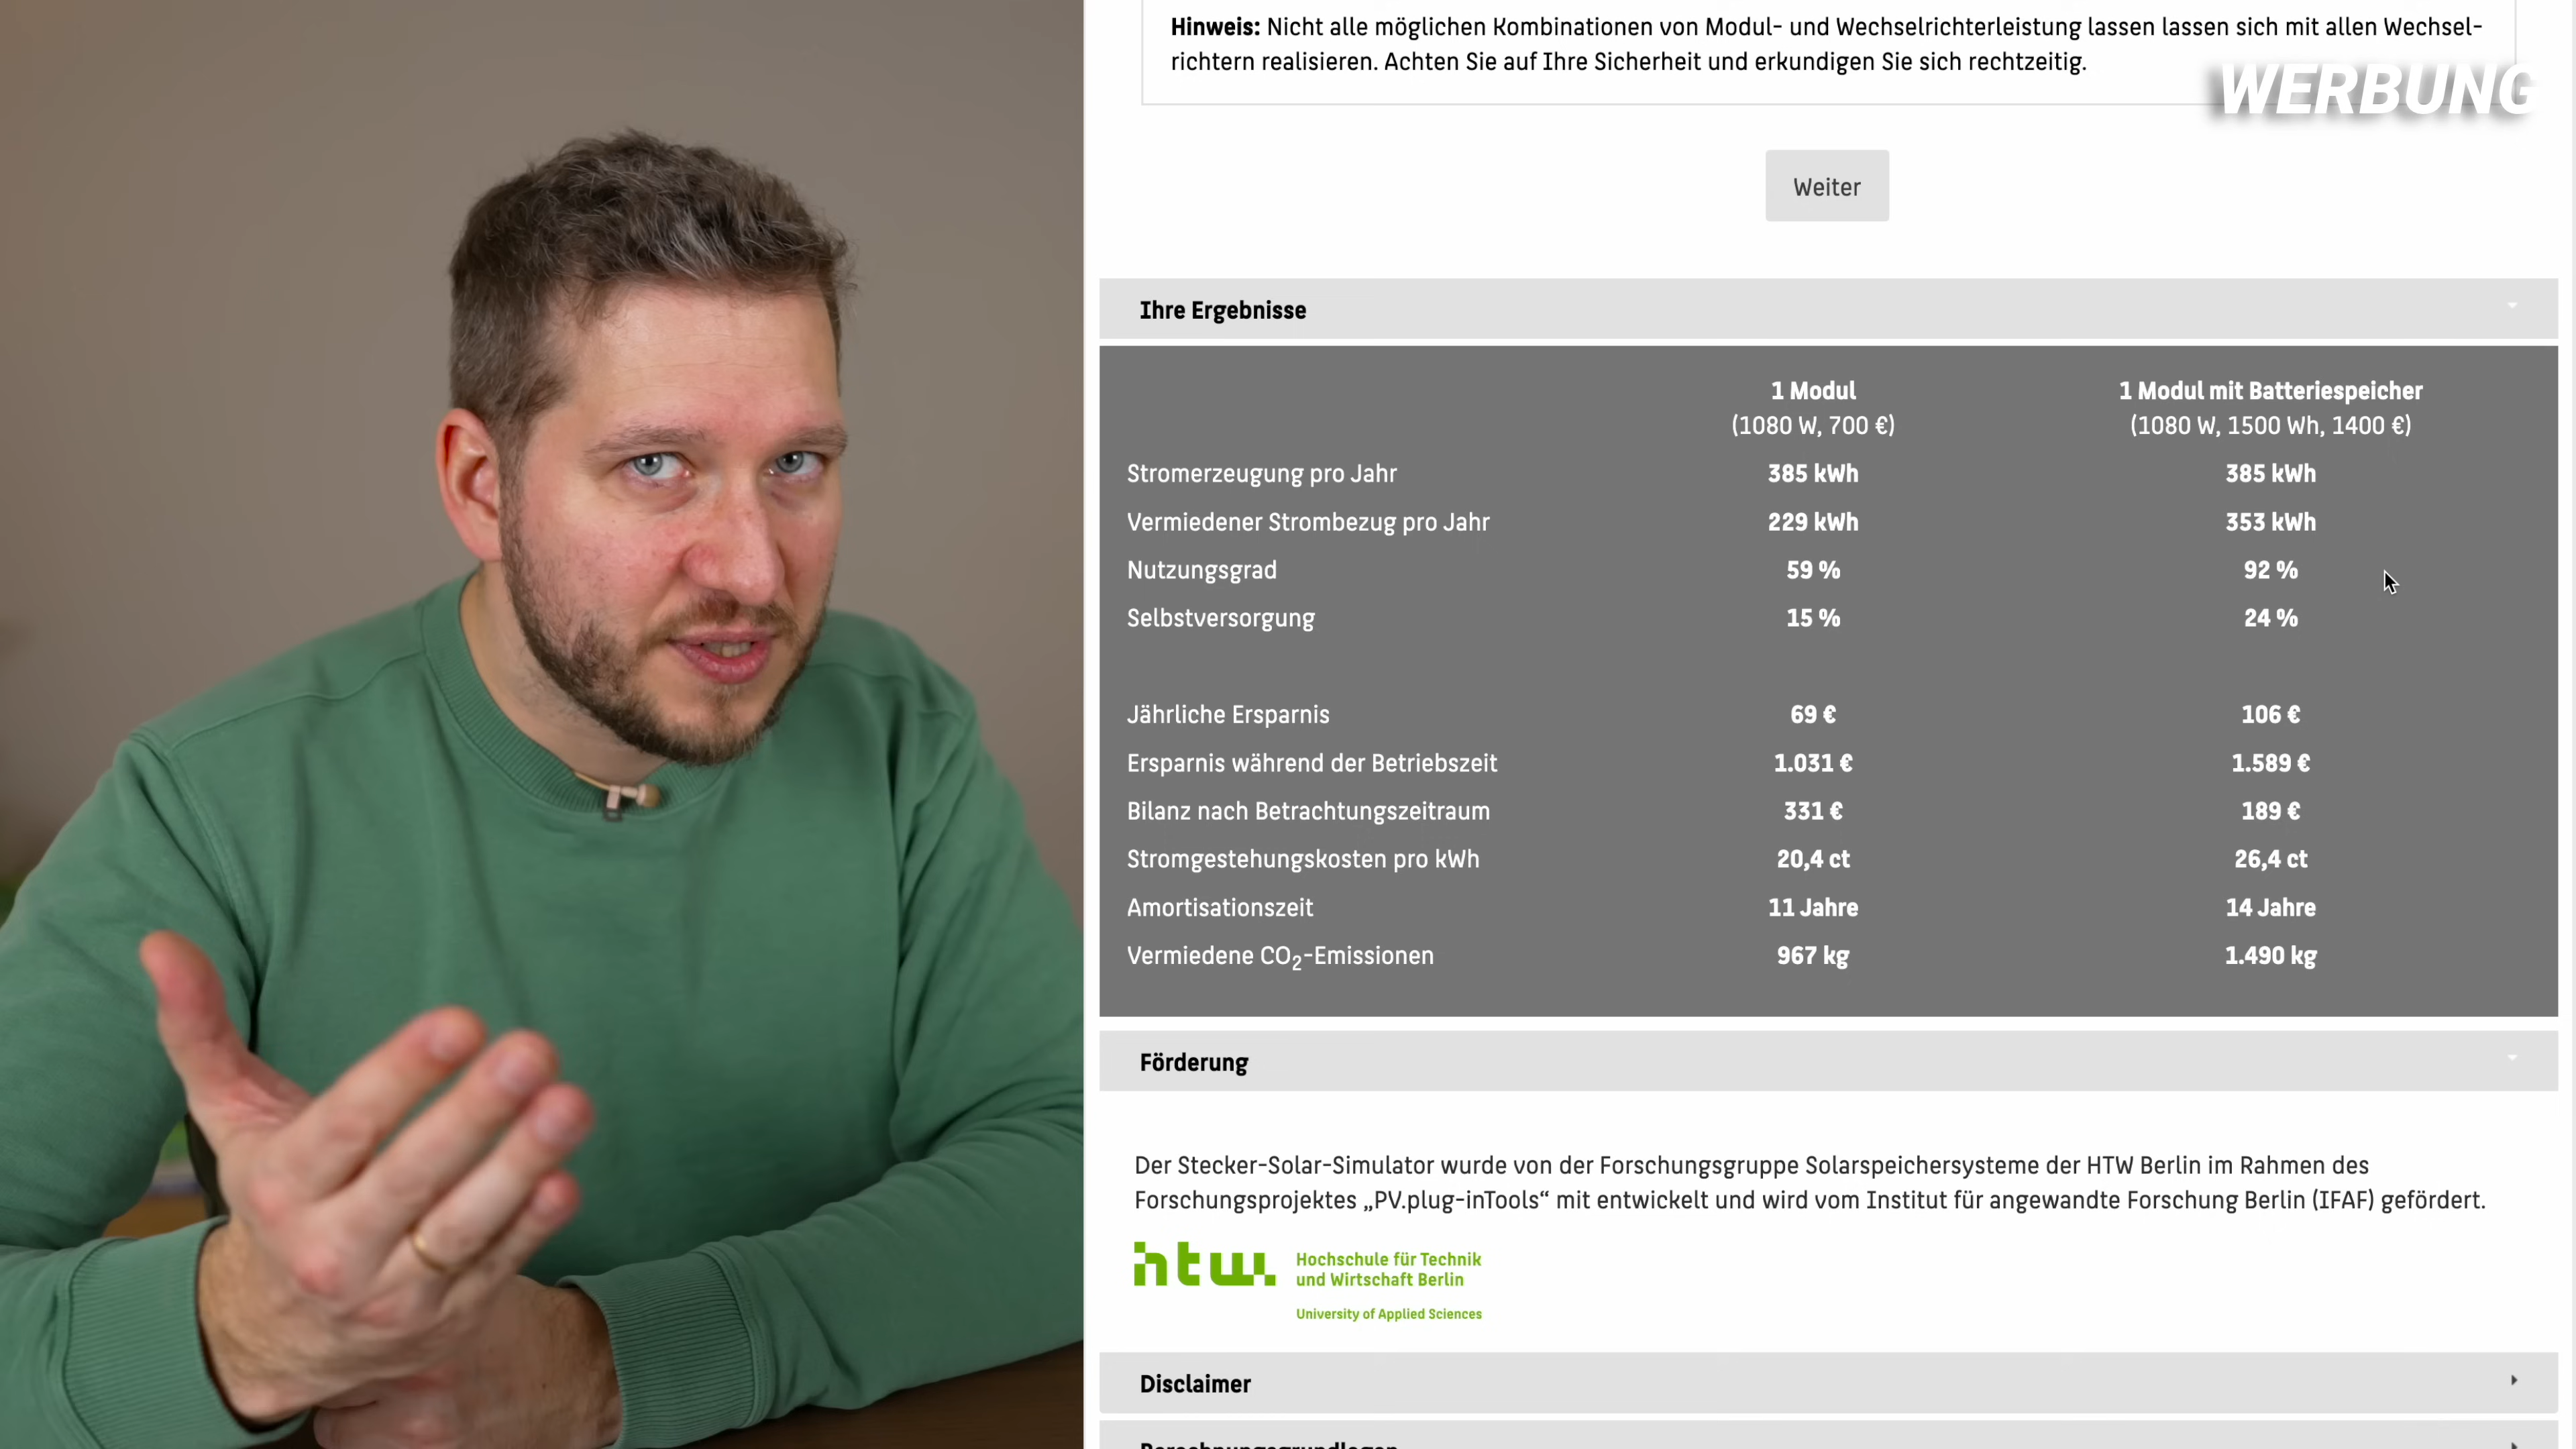 Hinweis: Nicht alle möglichen Kombinationen von Modul- und Wechselrichterleistung lassen lassen sich mit allen Wechsel-
richtern realisieren. Achten Sie auf Ihre Sicherheit und erkundigen Sie sich rechtzeitig.
WERBUNG
Weiter
Ihre Ergebnisse
1 Modul 1 Modul mit Batteriespeicher
(1080 W, 700 €) (1080 W, 1500 Wh, 1400 €)
Stromerzeugung pro Jahr 385 kWh 385 kWh
Vermiedener Strombezug pro Jahr 229 kWh 353 kWh
Nutzungsgrad 59 % 92 %
Selbstversorgung 15 % 24 %
Jährliche Ersparnis 69 € 106 €
Ersparnis während der Betriebszeit 1.031 € 1.589 €
Bilanz nach Betrachtungszeitraum 331 € 189 €
Stromgestehungskosten pro kWh 20,4 ct 26,4 ct
Amortisationszeit 11 Jahre 14 Jahre
Vermiedene CO₂-Emissionen 967 kg 1.490 kg
Förderung
Der Stecker-Solar-Simulator wurde von der Forschungsgruppe Solarspeichersysteme der HTW Berlin im Rahmen des
Forschungsprojektes „PV.plug-inTools“ mit entwickelt und wird vom Institut für angewandte Forschung Berlin (IFAF) gefördert.
htw.
Hochschule für Technik
und Wirtschaft Berlin
University of Applied Sciences
Disclaimer